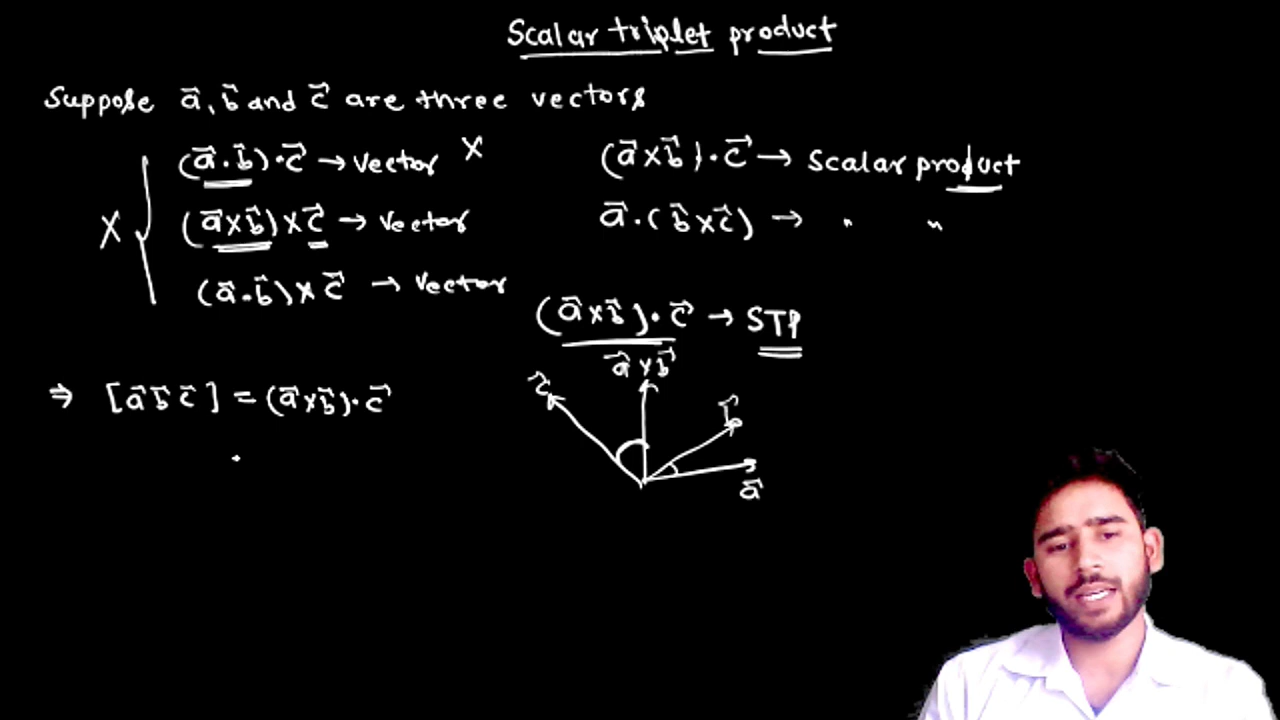 Scalar triplet product
Suppose a⃗, b⃗ and c⃗ are three vectors
(a⃗ . b⃗) . c⃗ → Vector X
(a⃗ x b⃗) x c⃗ → Vector
X
(a⃗ . b⃗) x c⃗ → Vector
(a⃗ x b⃗) . c⃗ → Scalar product
a⃗ . ( b⃗ x c⃗ ) → " "
(a⃗ x b⃗) . c⃗ → STP
a⃗ x b⃗
c⃗
b⃗
a⃗
⇒ [a⃗ b⃗ c⃗] = (a⃗ x b⃗) . c⃗